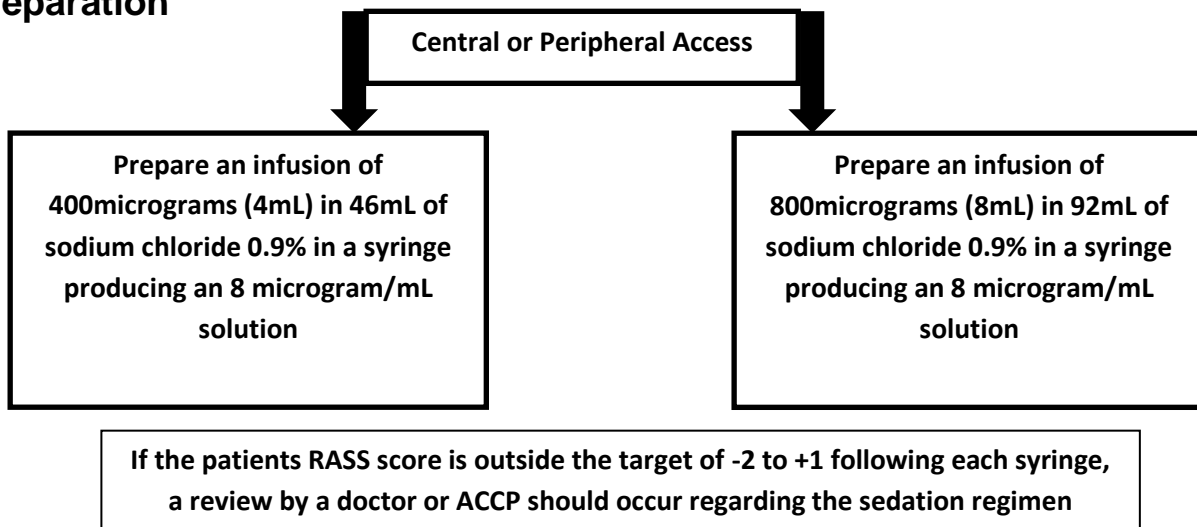 eparation
Central or Peripheral Access
Prepare an infusion of
400micrograms (4mL) in 46mL of
sodium chloride 0.9% in a syringe
producing an 8 microgram/mL
solution
Prepare an infusion of
800micrograms (8mL) in 92mL of
sodium chloride 0.9% in a syringe
producing an 8 microgram/mL
solution
If the patients RASS score is outside the target of -2 to +1 following each syringe,
a review by a doctor or ACCP should occur regarding the sedation regimen